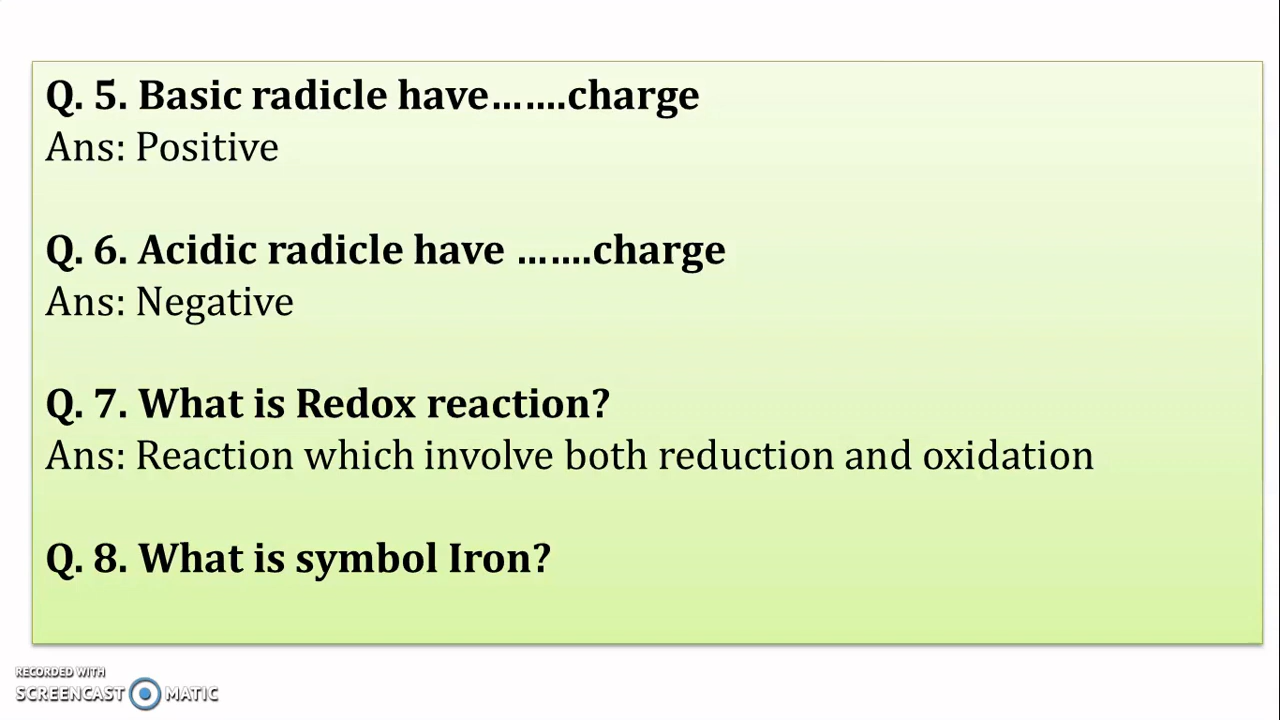 Q. 5. Basic radicle have…….charge
Ans: Positive
Q. 6. Acidic radicle have …….charge
Ans: Negative
Q. 7. What is Redox reaction?
Ans: Reaction which involve both reduction and oxidation
Q. 8. What is symbol Iron?
RECORDED WITH
SCREENCAST MATIC